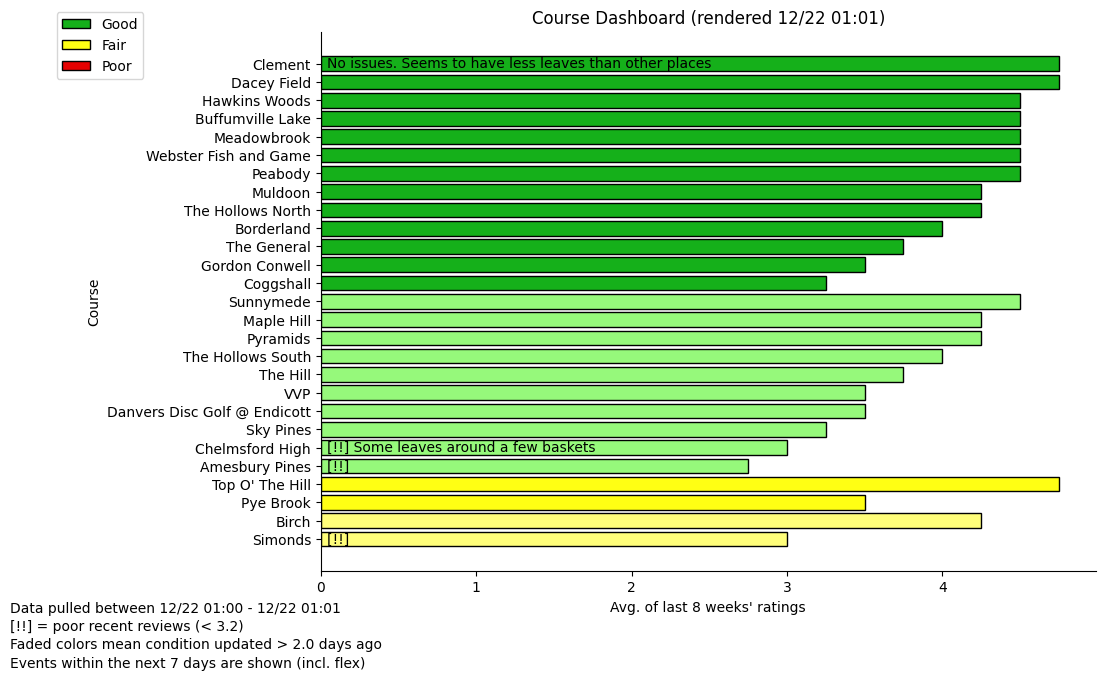 Course Dashboard (rendered 12/22 01:01)
Good
Fair
Poor
Course
Clement
No issues. Seems to have less leaves than other places
Dacey Field
Hawkins Woods
Buffumville Lake
Meadowbrook
Webster Fish and Game
Peabody
Muldoon
The Hollows North
Borderland
The General
Gordon Conwell
Coggshall
Sunnymede
Maple Hill
Pyramids
The Hollows South
The Hill
VVP
Danvers Disc Golf @ Endicott
Sky Pines
Chelmsford High
[!!] Some leaves around a few baskets
Amesbury Pines
[!!]
Top O' The Hill
Pye Brook
Birch
Simonds
[!!]
0 1 2 3 4
Avg. of last 8 weeks' ratings
Data pulled between 12/22 01:00 - 12/22 01:01
[!!] = poor recent reviews (< 3.2)
Faded colors mean condition updated > 2.0 days ago
Events within the next 7 days are shown (incl. flex)